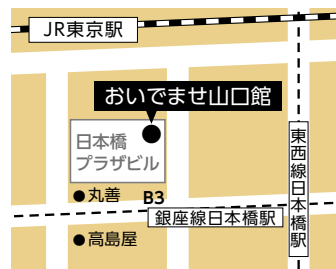 JR東京駅
おいでませ山口館
日本橋
プラザビル
東西線日本橋駅
●丸善
B3
銀座線日本橋駅
●高島屋